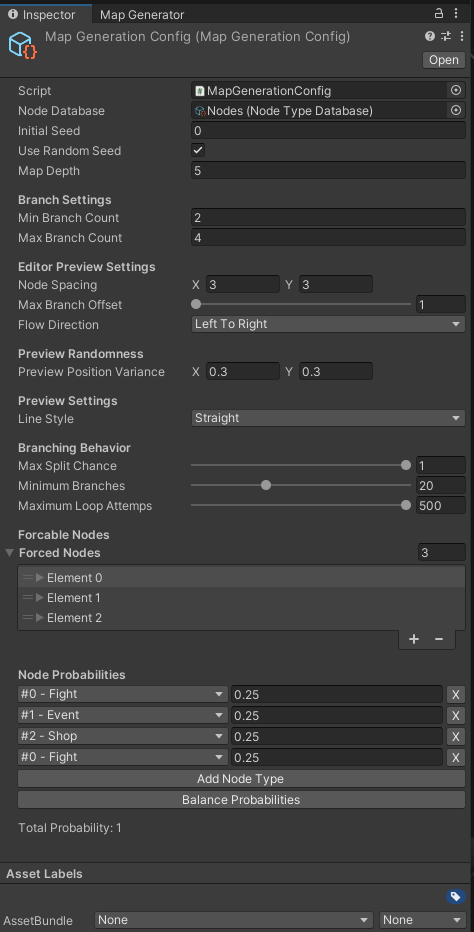 Inspector Map Generator
Map Generation Config (Map Generation Config)
Open
Script MapGenerationConfig
Node Database Nodes (Node Type Database)
Initial Seed 0
Use Random Seed
Map Depth 5
Branch Settings
Min Branch Count 2
Max Branch Count 4
Editor Preview Settings
Node Spacing X 3 Y 3
Max Branch Offset 1
Flow Direction Left To Right
Preview Randomness
Preview Position Variance X 0.3 Y 0.3
Preview Settings
Line Style Straight
Branching Behavior
Max Split Chance 1
Minimum Branches 20
Maximum Loop Attemps 500
Forcable Nodes
Forced Nodes 3
Element 0
Element 1
Element 2
+ −
Node Probabilities
#0 - Fight 0.25 X
#1 - Event 0.25 X
#2 - Shop 0.25 X
#0 - Fight 0.25 X
Add Node Type
Balance Probabilities
Total Probability: 1
Asset Labels
AssetBundle None None